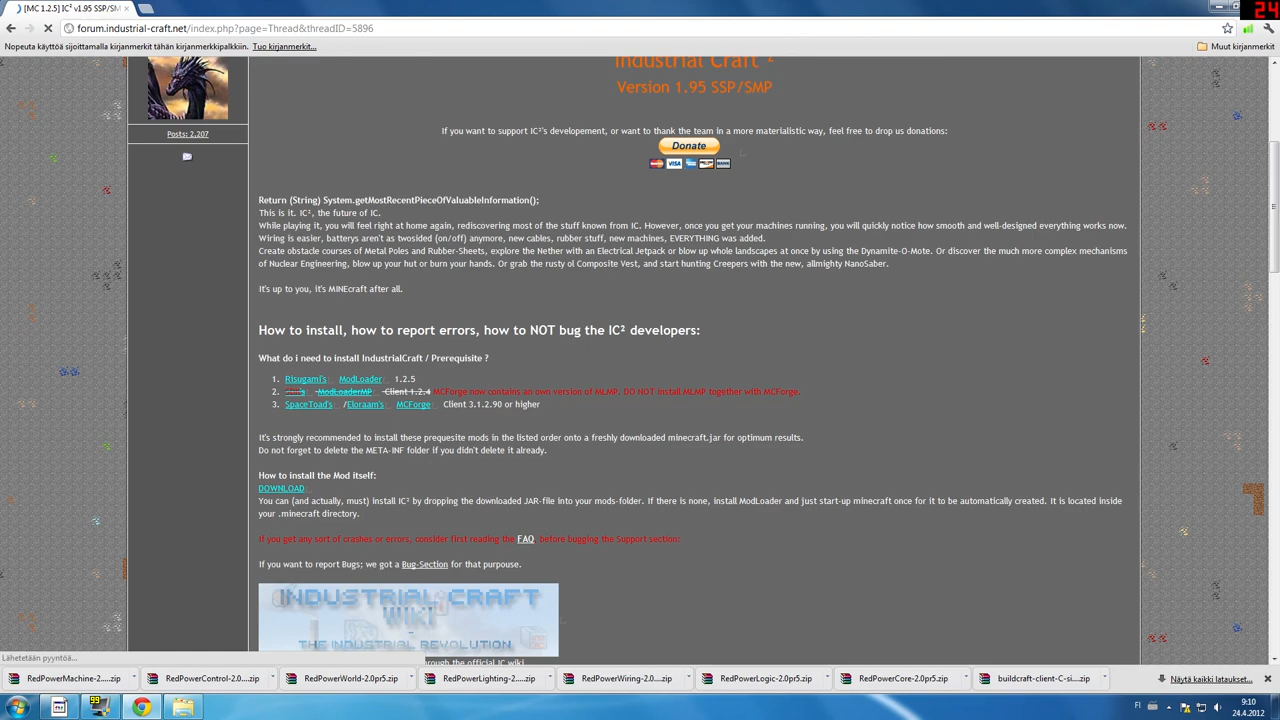 [MC 1.2.5] IC² v1.95 SSP/SM
24
forum.industrial-craft.net/index.php?page=Thread&threadID=5896
Nopeuta käyttöä sijoittamalla kirjanmerkit tähän kirjanmerkkipalkkiin. Tuo kirjanmerkit...
Muut kirjanmerkit
Industrial Craft ²
Version 1.95 SSP/SMP
Posts: 2,207
If you want to support IC²'s developement, or want to thank the team in a more materialistic way, feel free to drop us donations:
Donate
VISA
Return (String) System.getMostRecentPieceOfValuableInformation();
This is it. IC², the future of IC.
While playing it, you will feel right at home again, rediscovering most of the stuff known from IC. However, once you get your machines running, you will quickly notice how smooth and well-designed everything works now.
Wiring is easier, batterys aren't as twosided (on/off) anymore, new cables, rubber stuff, new machines, EVERYTHING was added.
Create obstacle courses of Metal Poles and Rubber-Sheets, explore the Nether with an Electrical Jetpack or blow up whole landscapes at once by using the Dynamite-O-Mote. Or discover the much more complex mechanisms
of Nuclear Engineering, blow up your hut or burn your hands. Or grab the rusty ol Composite Vest, and start hunting Creepers with the new, allmighty NanoSaber.
It's up to you, it's MINEcraft after all.
How to install, how to report errors, how to NOT bug the IC² developers:
What do i need to install IndustrialCraft / Prerequisite ?
1. Risugami's ModLoader 1.2.5
2. ModLoaderMP Client 1.2.4 MCForge now contains an own version of MLMP. DO NOT install MLMP together with MCForge.
3. SpaceToad's /Eloraam's MCForge Client 3.1.2.90 or higher
It's strongly recommended to install these prequesite mods in the listed order onto a freshly downloaded minecraft.jar for optimum results.
Do not forget to delete the META-INF folder if you didn't delete it already.
How to install the Mod itself:
DOWNLOAD
You can (and actually, must) install IC² by dropping the downloaded JAR-file into your mods-folder. If there is none, install ModLoader and just start-up minecraft once for it to be automatically created. It is located inside
your .minecraft directory.
If you get any sort of crashes or errors, consider first reading the FAQ before bugging the Support section:
If you want to report Bugs; we got a Bug-Section for that purpouse.
INDUSTRIAL CRAFT
WIKI
-
THE INDUSTRIAL REVOLUTION
Lähetetään pyyntöä...
through the official IC wiki
RedPowerMachine-2.....zip
RedPowerControl-2.0....zip
RedPowerWorld-2.0pr5.zip
RedPowerLighting-2....zip
RedPowerWiring-2.0....zip
RedPowerLogic-2.0pr5.zip
RedPowerCore-2.0pr5.zip
buildcraft-client-C-si....zip
Näytä kaikki lataukset...
99
FI
9:10
24.4.2012